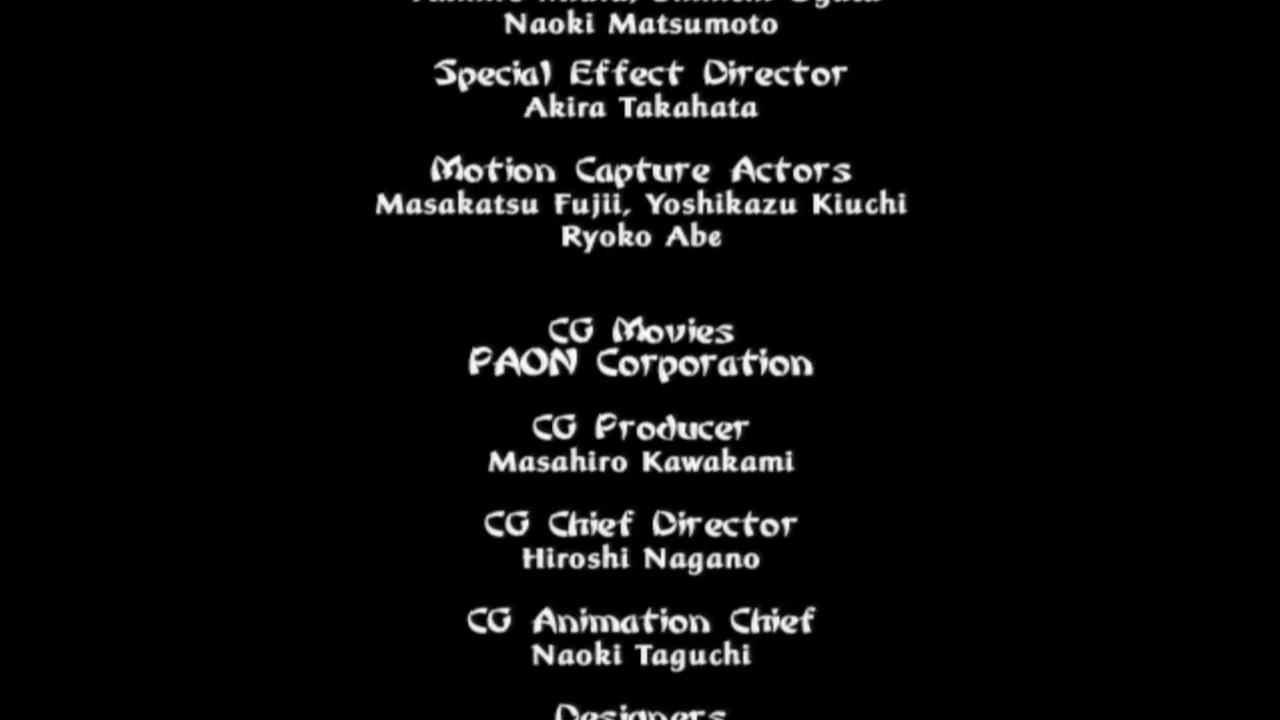 Naoki Matsumoto
Special Effect Director
Akira Takahata
Motion Capture Actors
Masakatsu Fujii, Yoshikazu Kiuchi
Ryoko Abe
CG Movies
PAON Corporation
CG Producer
Masahiro Kawakami
CG Chief Director
Hiroshi Nagano
CG Animation Chief
Naoki Taguchi
Designers